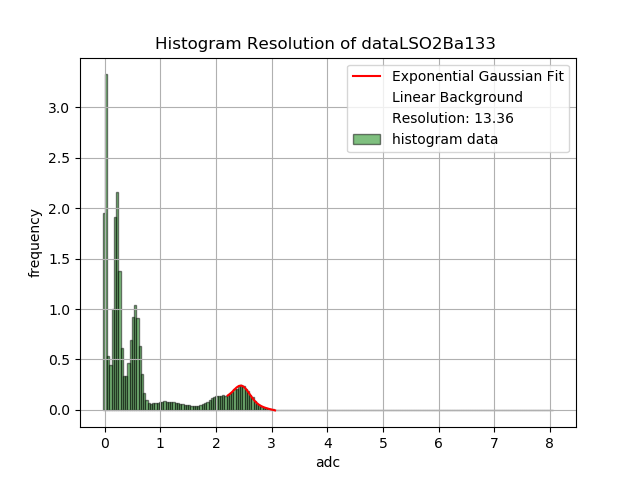 Histogram Resolution of dataLSO2Ba133
Exponential Gaussian Fit
Linear Background
Resolution: 13.36
histogram data
frequency
3.0
2.5
2.0
1.5
1.0
0.5
0.0
0 1 2 3 4 5 6 7 8
adc